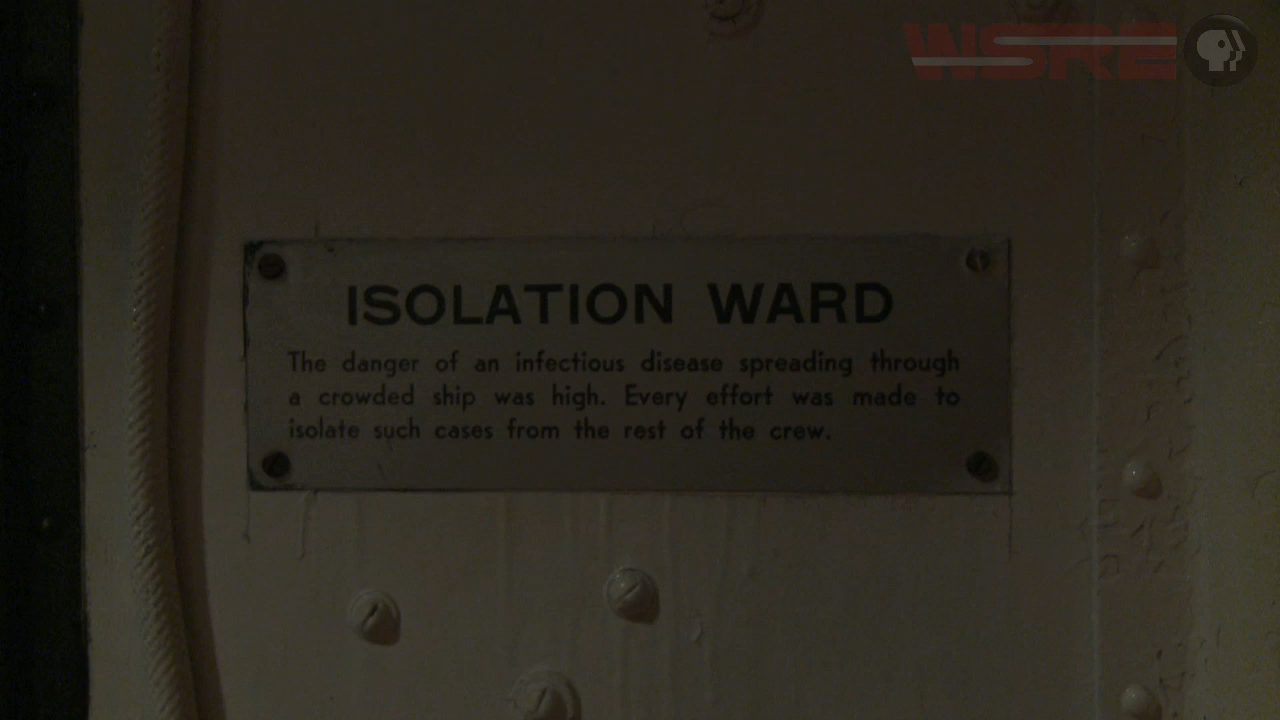 WSRE
ISOLATION WARD
The danger of an infectious disease spreading through
a crowded ship was high. Every effort was made to
isolate such cases from the rest of the crew.